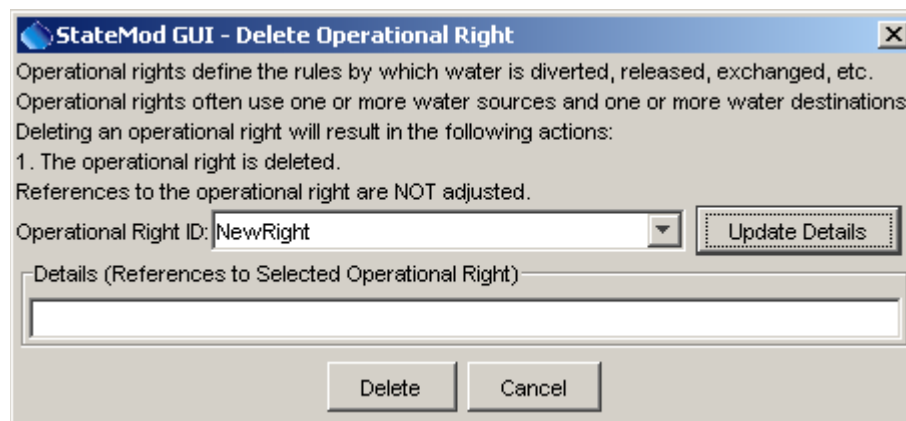 StateMod GUI - Delete Operational Right
Operational rights define the rules by which water is diverted, released, exchanged, etc.
Operational rights often use one or more water sources and one or more water destinations
Deleting an operational right will result in the following actions:
1. The operational right is deleted.
References to the operational right are NOT adjusted.
Operational Right ID: NewRight Update Details
Details (References to Selected Operational Right)
Delete Cancel